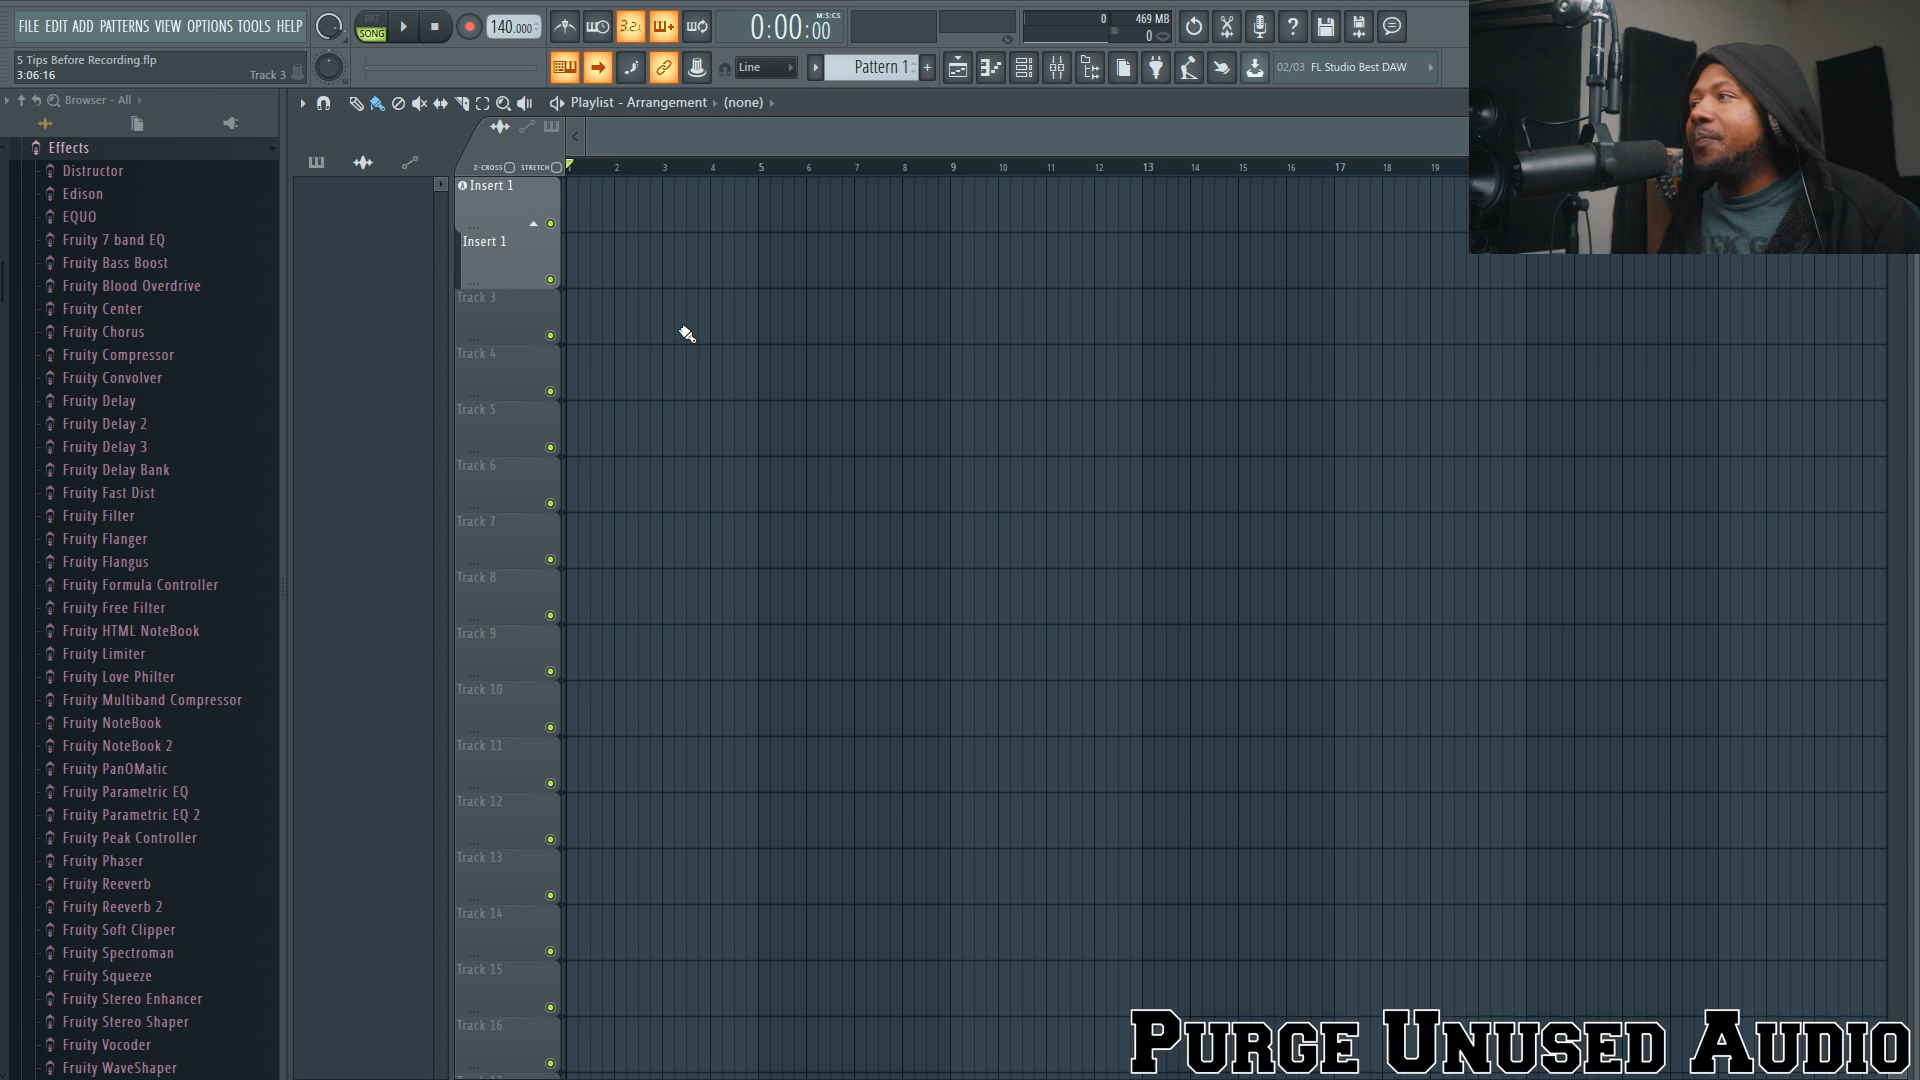 FILE EDIT ADD PATTERNS VIEW OPTIONS TOOLS HELP
PAT
SONG
140.000
3.2.
0:00:00
M:S:CS
0
469 MB
0
5 Tips Before Recording.flp
3:06:16
Track 3
Line
Pattern 1
+
02/03 FL Studio Best DAW
Browser - All
Playlist - Arrangement
(none)
Effects
Distructor
Edison
EQUO
Fruity 7 band EQ
Fruity Bass Boost
Fruity Blood Overdrive
Fruity Center
Fruity Chorus
Fruity Compressor
Fruity Convolver
Fruity Delay
Fruity Delay 2
Fruity Delay 3
Fruity Delay Bank
Fruity Fast Dist
Fruity Filter
Fruity Flanger
Fruity Flangus
Fruity Formula Controller
Fruity Free Filter
Fruity HTML NoteBook
Fruity Limiter
Fruity Love Philter
Fruity Multiband Compressor
Fruity NoteBook
Fruity NoteBook 2
Fruity PanOMatic
Fruity Parametric EQ
Fruity Parametric EQ 2
Fruity Peak Controller
Fruity Phaser
Fruity Reeverb
Fruity Reeverb 2
Fruity Soft Clipper
Fruity Spectroman
Fruity Squeeze
Fruity Stereo Enhancer
Fruity Stereo Shaper
Fruity Vocoder
Fruity WaveShaper
Z-CROSS STRETCH
1 2 3 4 5 6 7 8 9 10 11 12 13 14 15 16 17 18 19
Insert 1
Insert 1
Track 3
Track 4
Track 5
Track 6
Track 7
Track 8
Track 9
Track 10
Track 11
Track 12
Track 13
Track 14
Track 15
Track 16
Purge Unused Audio